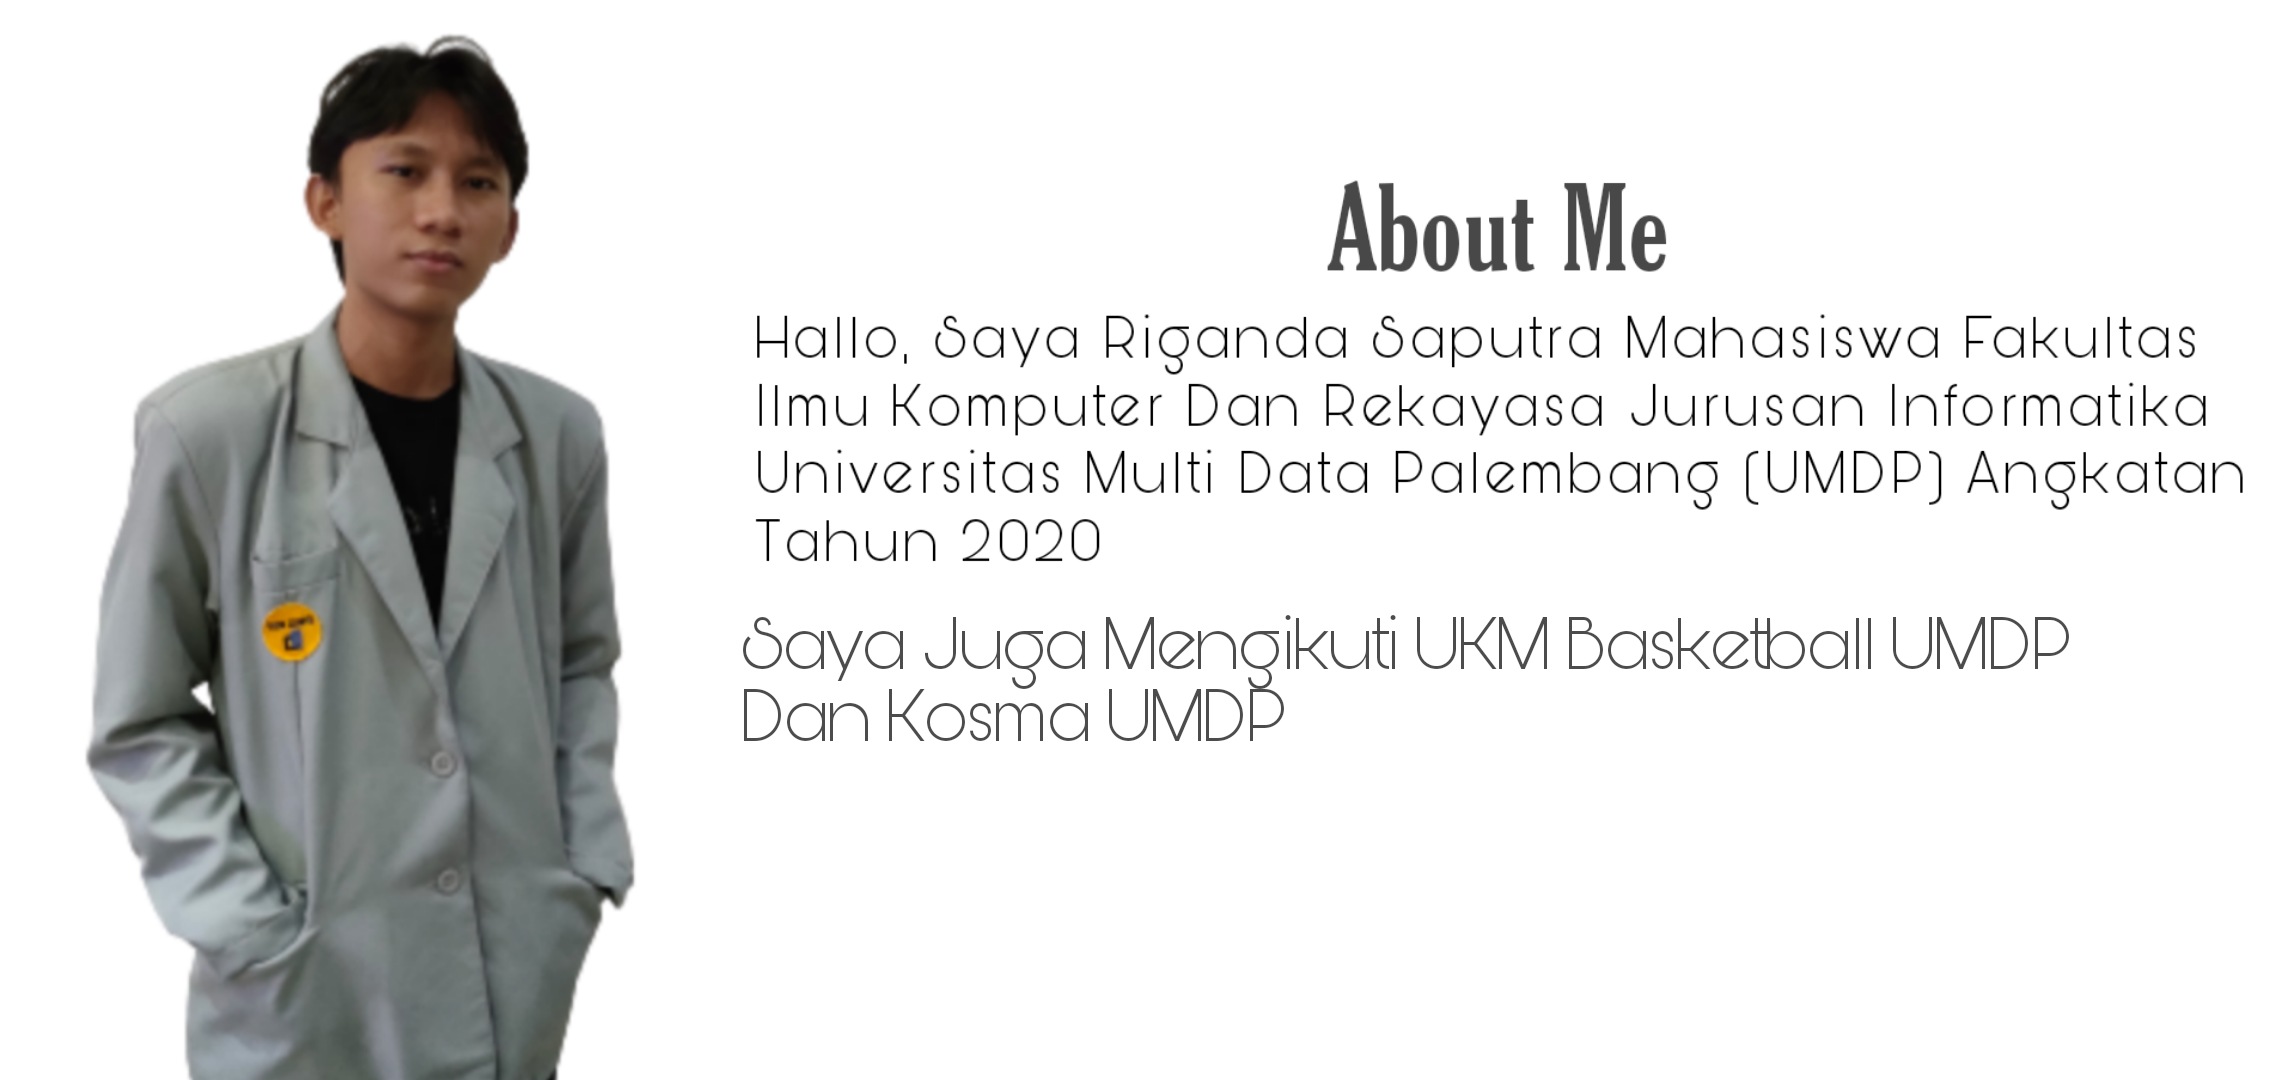 About Me
Hallo, Saya Riganda Saputra Mahasiswa Fakultas
Ilmu Komputer Dan Rekayasa Jurusan Informatika
Universitas Multi Data Palembang (UMDP) Angkatan
Tahun 2020
Saya Juga Mengikuti UKM Basketball UMDP
Dan Kosma UMDP